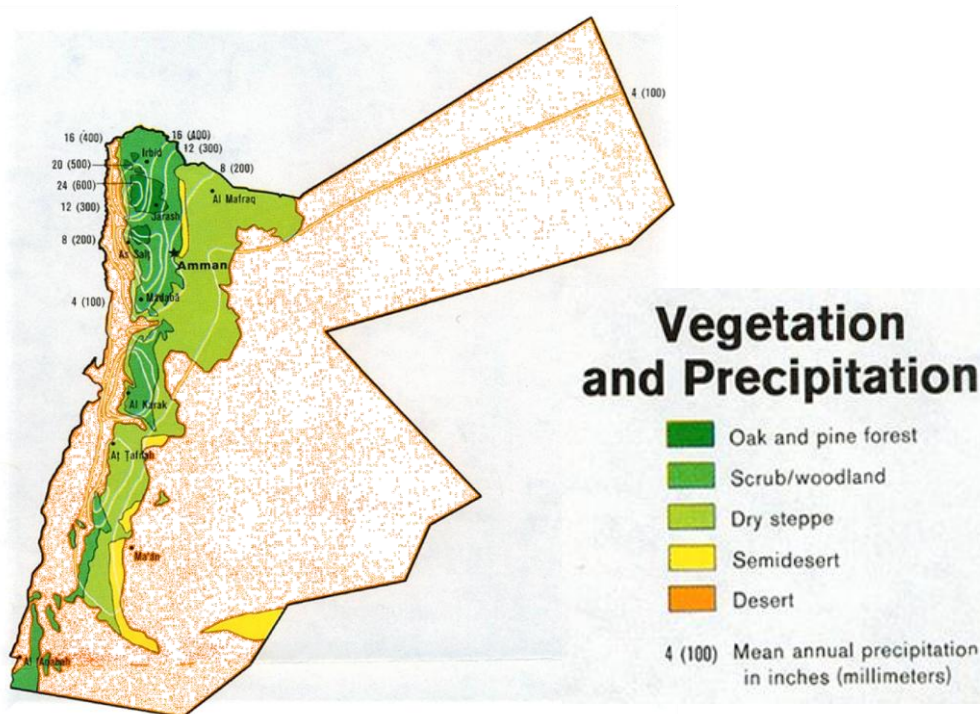 4 (100)
16 (400)
16 (400)
12 (300)
Irbid
20 (500)
8 (200)
24 (600)
Al Mafraq
12 (300)
Jarash
8 (200)
As Salt
Amman
4 (100)
Madaba
Al Karak
At Tafilah
Ma'an
Al 'Aqabah
Vegetation
and Precipitation
Oak and pine forest
Scrub/woodland
Dry steppe
Semidesert
Desert
4 (100) Mean annual precipitation
in inches (millimeters)